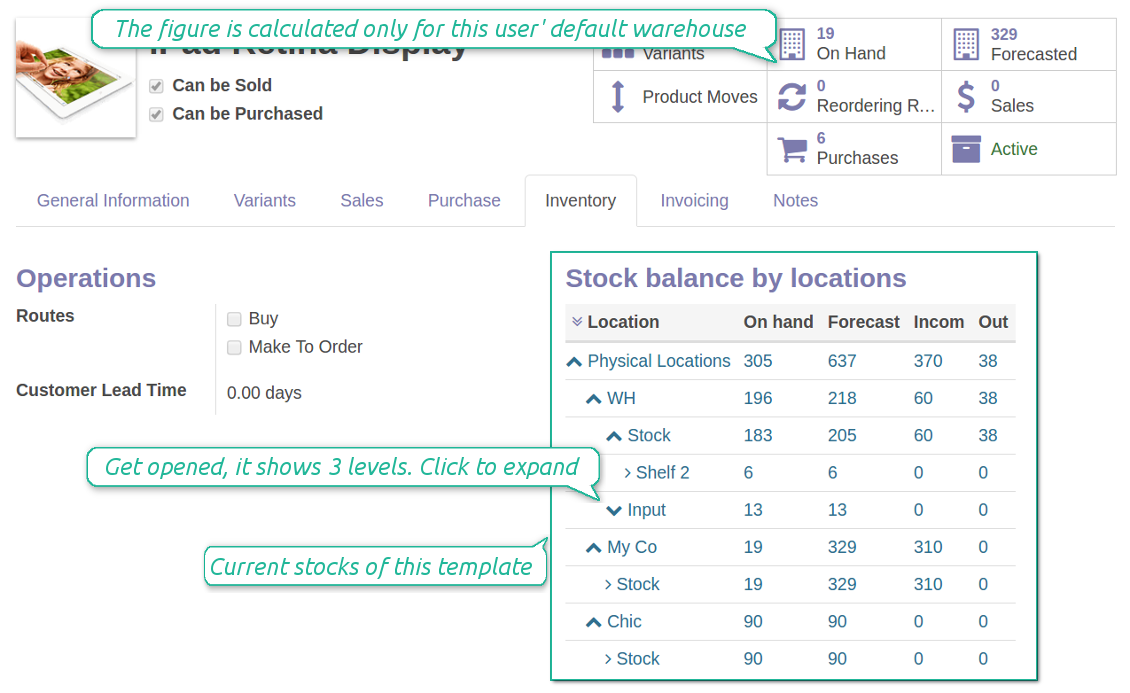 The figure is calculated only for this user' default warehouse
iPad Retina Display
Can be Sold
Can be Purchased
Variants
19
On Hand
329
Forecasted
Product Moves
0
Reordering R...
0
Sales
6
Purchases
Active
General Information Variants Sales Purchase Inventory Invoicing Notes
Operations
Routes
Buy
Make To Order
Customer Lead Time 0.00 days
Stock balance by locations
Location On hand Forecast Incom Out
Physical Locations 305 637 370 38
WH 196 218 60 38
Stock 183 205 60 38
Shelf 2 6 6 0 0
Input 13 13 0 0
My Co 19 329 310 0
Stock 19 329 310 0
Chic 90 90 0 0
Stock 90 90 0 0
Get opened, it shows 3 levels. Click to expand
Current stocks of this template